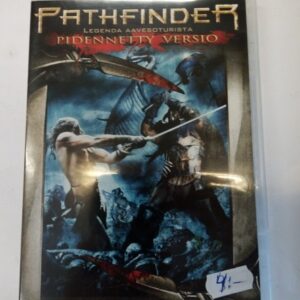 PATHFINDER
LEGENDA AAVESOTURISTA
PIDENNETTY VERSIO
4,-